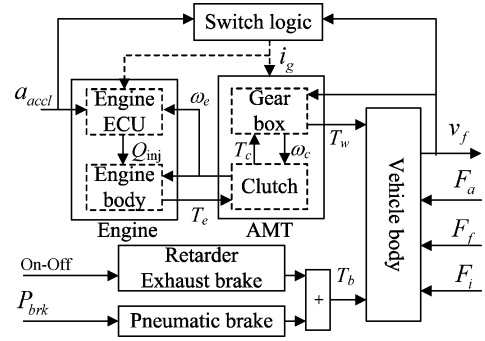 Switch logic
i_g
a_accl
Engine
ECU
ω_e
Gear
box
Q_inj
T_c
ω_c
T_w
v_f
Engine
body
Clutch
T_e
Engine
AMT
Vehicle body
F_a
F_f
F_i
On-Off
Retarder
Exhaust brake
T_b
+
P_brk
Pneumatic brake